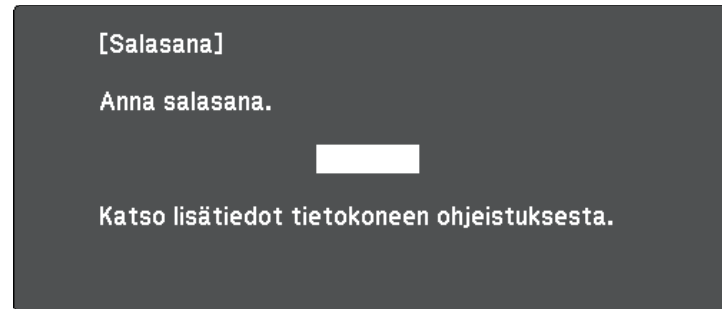 [Salasana]
Anna salasana.
Katso lisätiedot tietokoneen ohjeistuksesta.